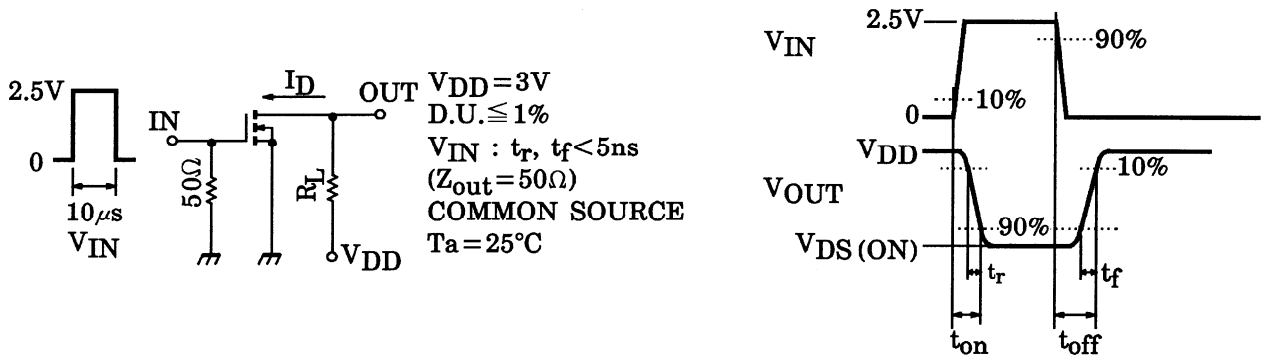 2.5V
0
10μs
VIN
IN
50Ω
ID
OUT
RL
VDD
VDD=3V
D.U.≦1%
VIN : tr, tf<5ns
(Zout=50Ω)
COMMON SOURCE
Ta=25°C
VIN
2.5V
90%
10%
0
VDD
10%
VOUT
90%
VDS (ON)
tr
tf
ton
toff